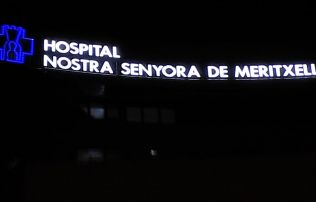 HOSPITAL
NOSTRA SENYORA DE MERITXELL